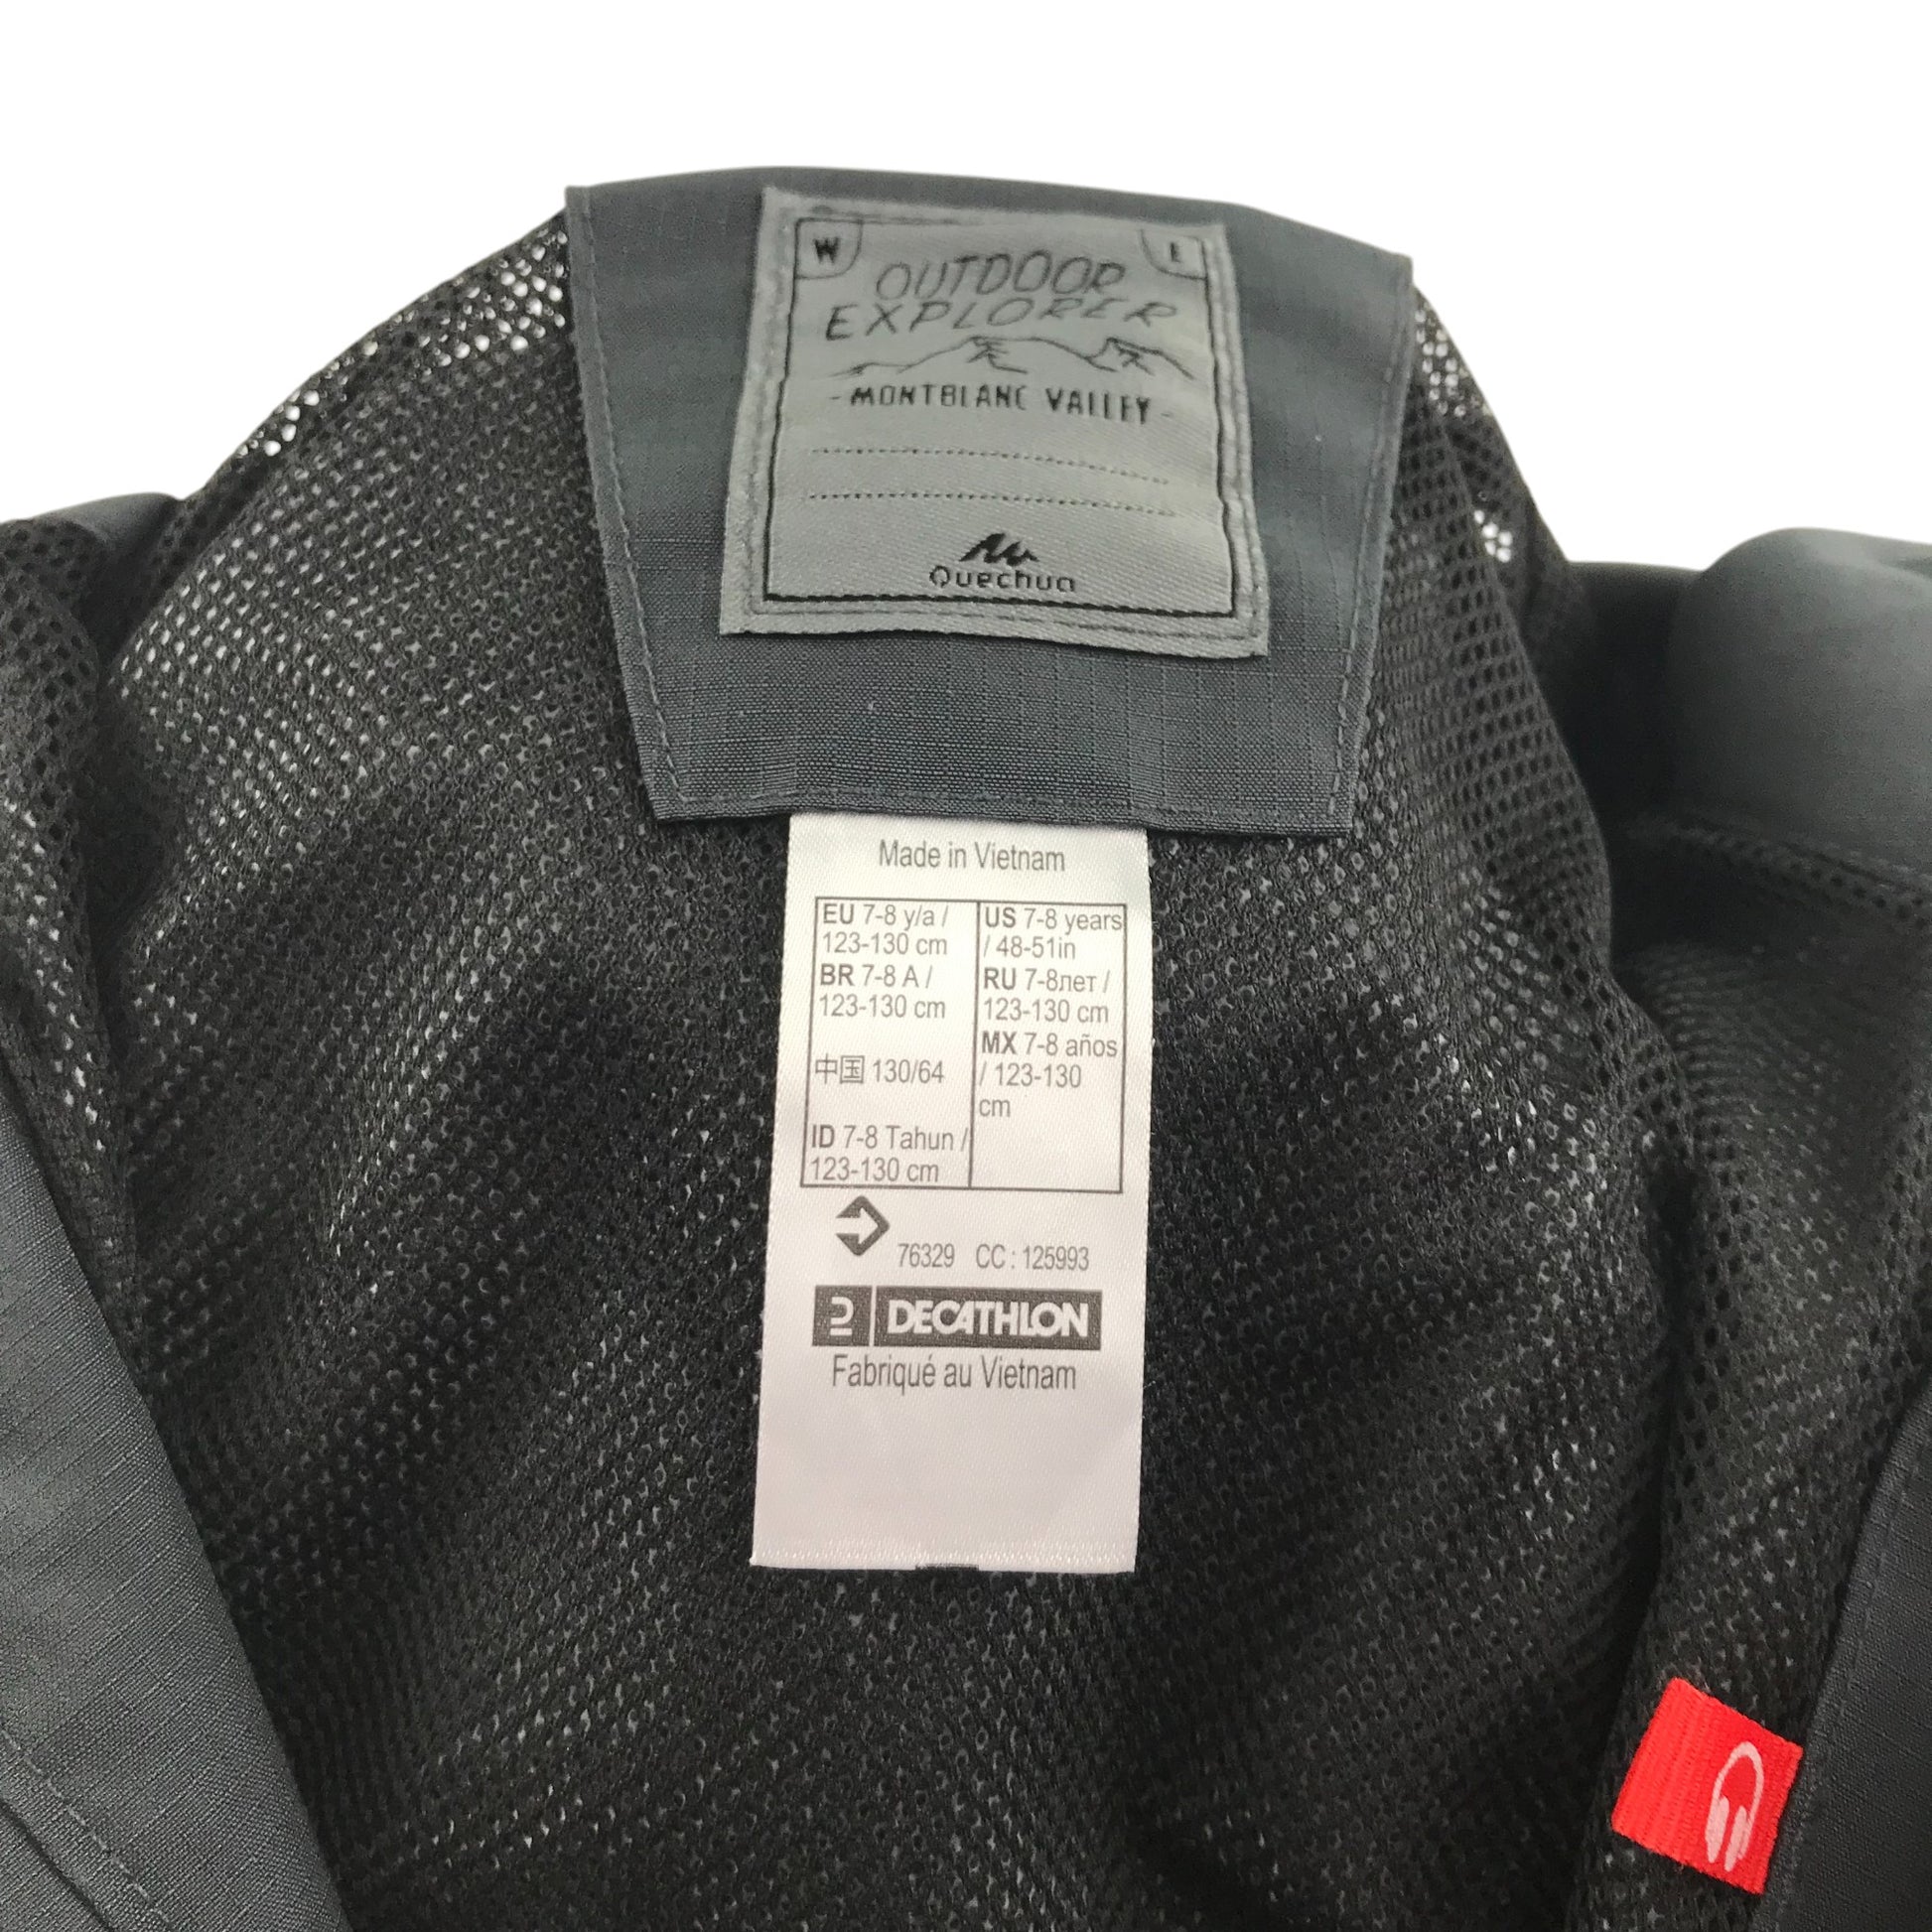 W E
OUTDOOR
EXPLORER
- MONTBLANC VALLEY -
Quechua
Made in Vietnam
EU 7-8 y/a /
123-130 cm
BR 7-8 A /
123-130 cm
中国 130/64
ID 7-8 Tahun /
123-130 cm
US 7-8 years
/ 48-51in
RU 7-8лет /
123-130 cm
MX 7-8 años
/ 123-130
cm
76329 CC : 125993
DECATHLON
Fabriqué au Vietnam